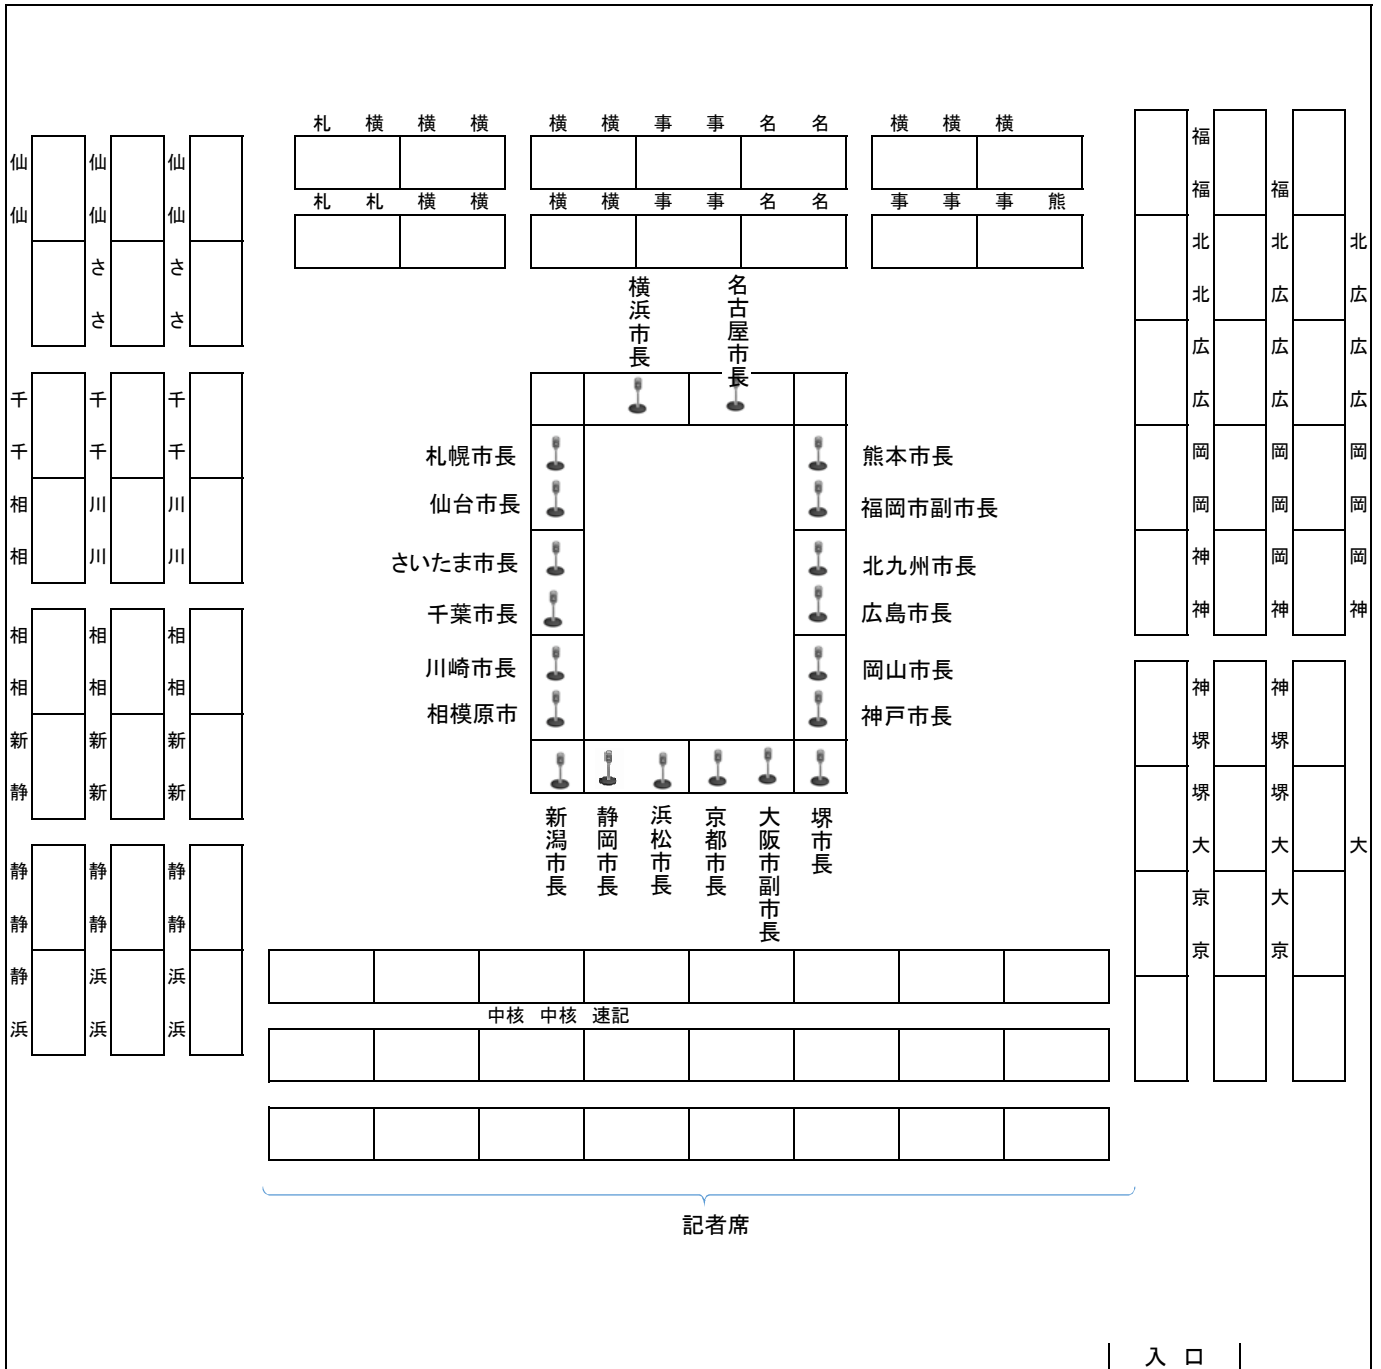 札 横 横 横 横 横 事 事 名 名 横 横 横
札 札 横 横 横 横 事 事 名 名 事 事 事 熊
仙 仙
千 千 相 相
相 相 新 静
静 静 静 浜
仙 仙 さ さ
千 千 川 川
相 相 新 新
静 静 浜 浜
仙 仙 さ さ
千 千 川 川
相 相 新 新
静 静 浜 浜
横浜市長
名古屋市長
札幌市長
仙台市長
さいたま市長
千葉市長
川崎市長
相模原市
熊本市長
福岡市副市長
北九州市長
広島市長
岡山市長
神戸市長
新潟市長
静岡市長
浜松市長
京都市長
大阪市副市長
堺市長
福 福 北 北 広 広 岡 岡 神 神
神 堺 堺 大 京 京
福 北 広 広 広 岡 岡 岡 神
神 堺 堺 大 大 京
北 広 広 広 岡 岡 岡 神
大
中核 中核 速記
記者席
入 口